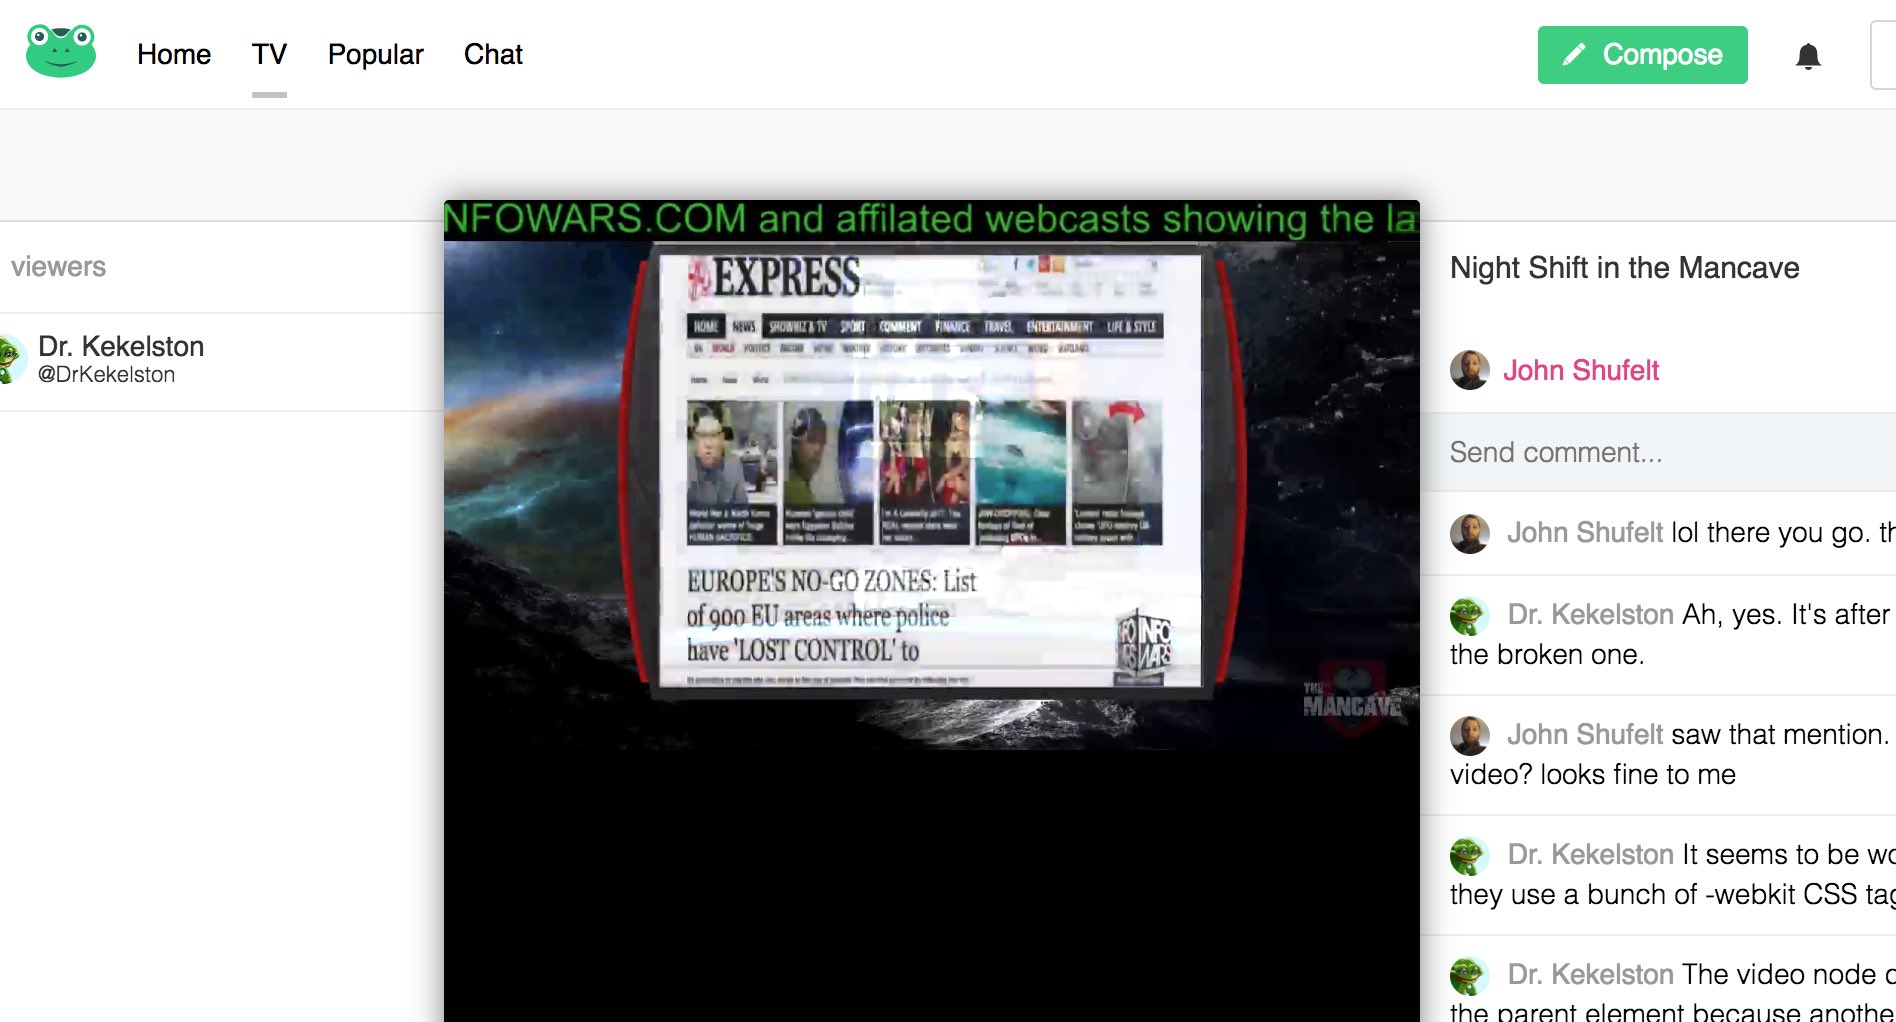 Home TV Popular Chat Compose
viewers
Dr. Kekelston
@DrKekelston
NFOWARS.COM and affilated webcasts showing the la
EXPRESS
HOME NEWS SHOWBIZ & TV SPORT COMMENT FINANCE TRAVEL ENTERTAINMENT LIFE & STYLE
EUROPE'S NO-GO ZONES: List
of 900 EU areas where police
have 'LOST CONTROL' to
INFO
WARS
THE
MANCAVE
Night Shift in the Mancave
John Shufelt
Send comment...
John Shufelt lol there you go. th
Dr. Kekelston Ah, yes. It's after
the broken one.
John Shufelt saw that mention.
video? looks fine to me
Dr. Kekelston It seems to be wo
they use a bunch of -webkit CSS tag
Dr. Kekelston The video node c
the parent element because anothe